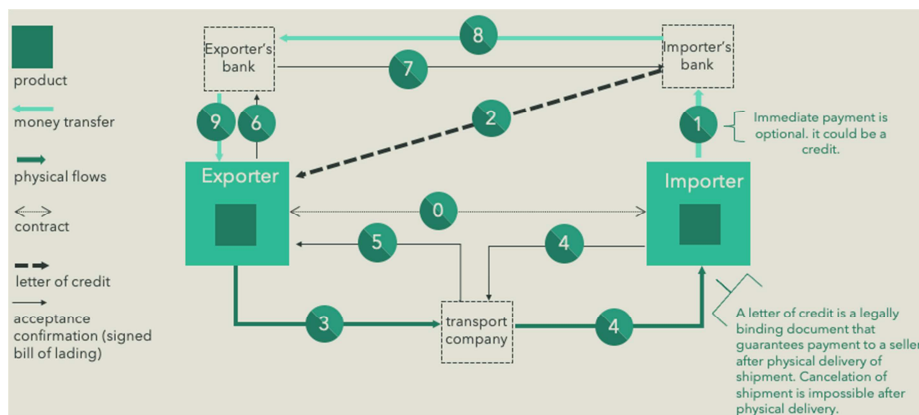 product
money transfer
physical flows
contract
letter of credit
acceptance
confirmation (signed
bill of lading)
Exporter's
bank
8
7
Importer's
bank
9
6
2
1
Immediate payment is
optional. it could be a
credit.
Exporter
Importer
0
5
4
3
transport
company
4
A letter of credit is a legally
binding document that
guarantees payment to a seller
after physical delivery of
shipment. Cancelation of
shipment is impossible after
physical delivery.